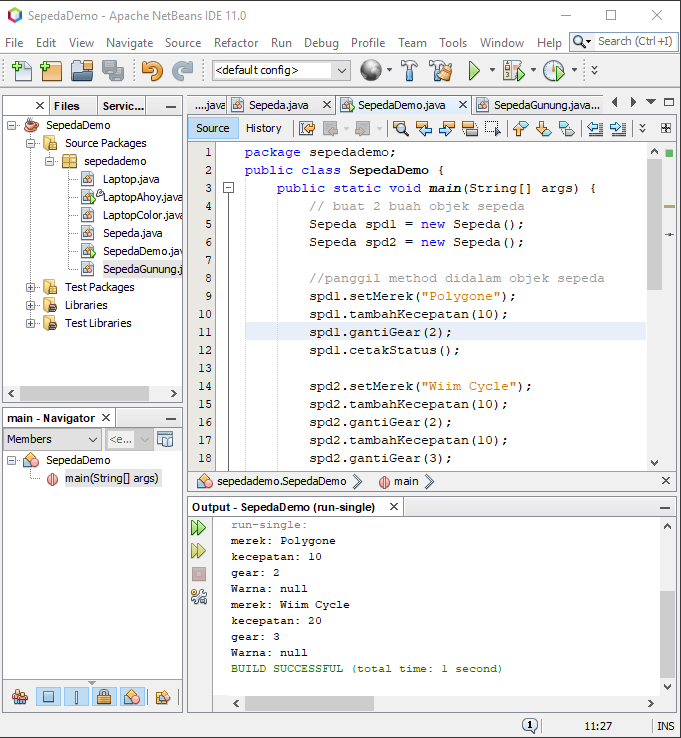 SepedaDemo - Apache NetBeans IDE 11.0
File Edit View Navigate Source Refactor Run Debug Profile Team Tools Window Help Search (Ctrl+I)
<default config>
Files Servic...
SepedaDemo
Source Packages
sepedademo
Laptop.java
LaptopAhoy.java
LaptopColor.java
Sepeda.java
SepedaDemo.jav
SepedaGunung.j
Test Packages
Libraries
Test Libraries
...java Sepeda.java SepedaDemo.java SepedaGunung.java...
Source History
1 package sepedademo;
2 public class SepedaDemo {
3 public static void main(String[] args) {
4 // buat 2 buah objek sepeda
5 Sepeda spd1 = new Sepeda();
6 Sepeda spd2 = new Sepeda();
7
8 //panggil method didalam objek sepeda
9 spd1.setMerek("Polygone");
10 spd1.tambahKecepatan(10);
11 spd1.gantiGear(2);
12 spd1.cetakStatus();
13
14 spd2.setMerek("Wiim Cycle");
15 spd2.tambahKecepatan(10);
16 spd2.gantiGear(2);
17 spd2.tambahKecepatan(10);
18 spd2.gantiGear(3);
sepedademo.SepedaDemo main
main - Navigator
Members <e...
SepedaDemo
main(String[] args)
Output - SepedaDemo (run-single)
run-single:
merek: Polygone
kecepatan: 10
gear: 2
Warna: null
merek: Wiim Cycle
kecepatan: 20
gear: 3
Warna: null
BUILD SUCCESSFUL (total time: 1 second)
1 11:27 INS